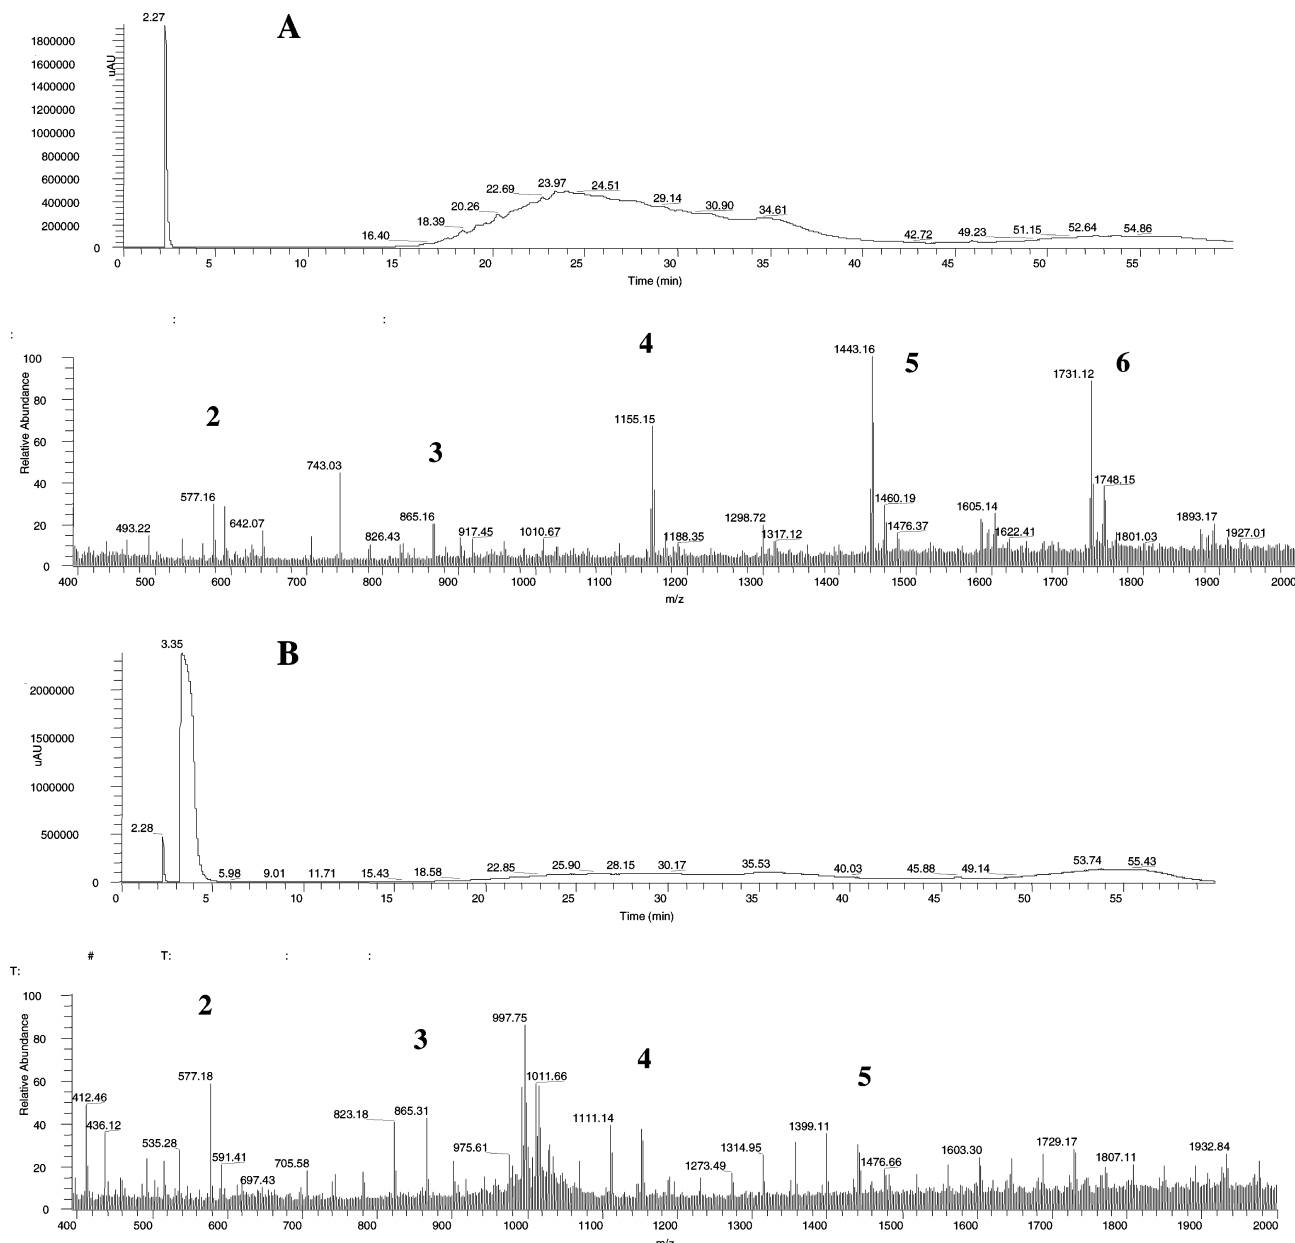 2.27
A
1800000
1600000
1400000
1200000
1000000
800000
600000
400000
200000
0
uAU
16.40 18.39 20.26 22.69 23.97 24.51 29.14 30.90 34.61 42.72 49.23 51.15 52.64 54.86
0 5 10 15 20 25 30 35 40 45 50 55
Time (min)
: :
:
2 3 4 5 6
100
80
60
40
20
0
Relative Abundance
493.22 577.16 642.07 743.03 826.43 865.16 917.45 1010.67 1155.15 1188.35 1298.72 1317.12 1443.16 1460.19 1476.37 1605.14 1622.41 1731.12 1748.15 1801.03 1893.17 1927.01
400 500 600 700 800 900 1000 1100 1200 1300 1400 1500 1600 1700 1800 1900 2000
m/z
3.35
B
2000000
1500000
1000000
500000
0
uAU
2.28 5.98 9.01 11.71 15.43 18.58 22.85 25.90 28.15 30.17 35.53 40.03 45.88 49.14 53.74 55.43
0 5 10 15 20 25 30 35 40 45 50 55
Time (min)
# T: : :
T:
2 3 4 5
100
80
60
40
20
0
Relative Abundance
412.46 436.12 535.28 577.18 591.41 697.43 705.58 823.18 865.31 975.61 997.75 1011.66 1111.14 1273.49 1314.95 1399.11 1476.66 1603.30 1729.17 1807.11 1932.84
400 500 600 700 800 900 1000 1100 1200 1300 1400 1500 1600 1700 1800 1900 2000
m/z